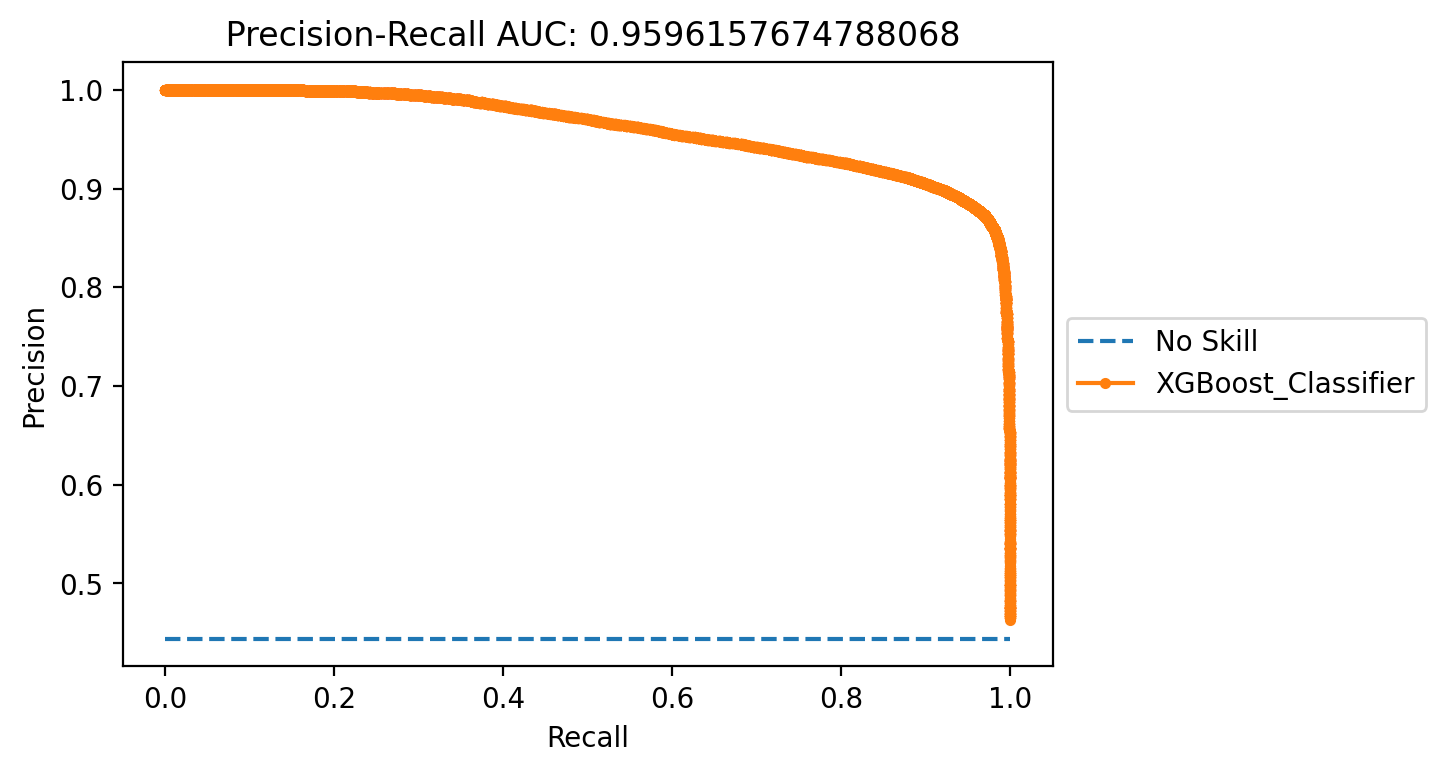 Precision-Recall AUC: 0.9596157674788068
1.0
0.9
0.8
0.7
0.6
0.5
Precision
0.0 0.2 0.4 0.6 0.8 1.0
Recall
No Skill
XGBoost_Classifier